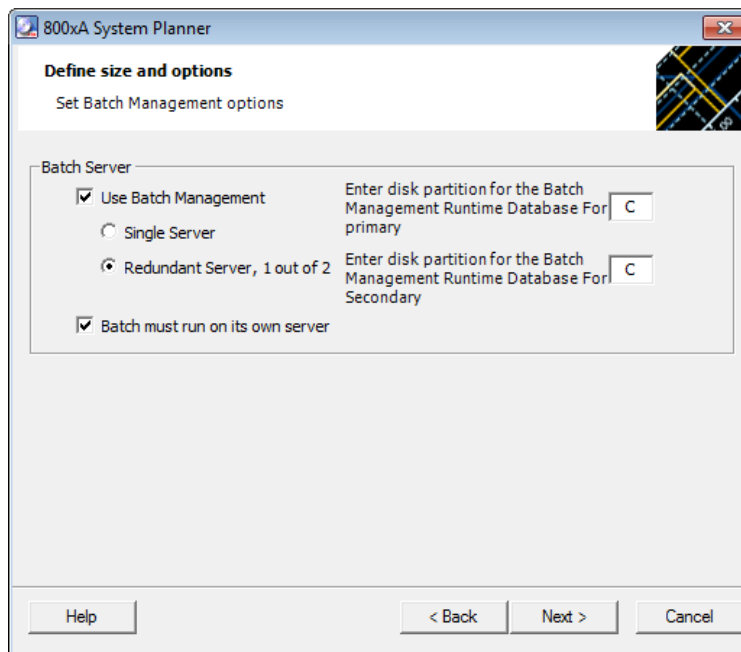 800xA System Planner
Define size and options
Set Batch Management options
Batch Server
Use Batch Management
Single Server
Redundant Server, 1 out of 2
Enter disk partition for the Batch
Management Runtime Database For
primary
C
Enter disk partition for the Batch
Management Runtime Database For
Secondary
C
Batch must run on its own server
Help
< Back
Next >
Cancel